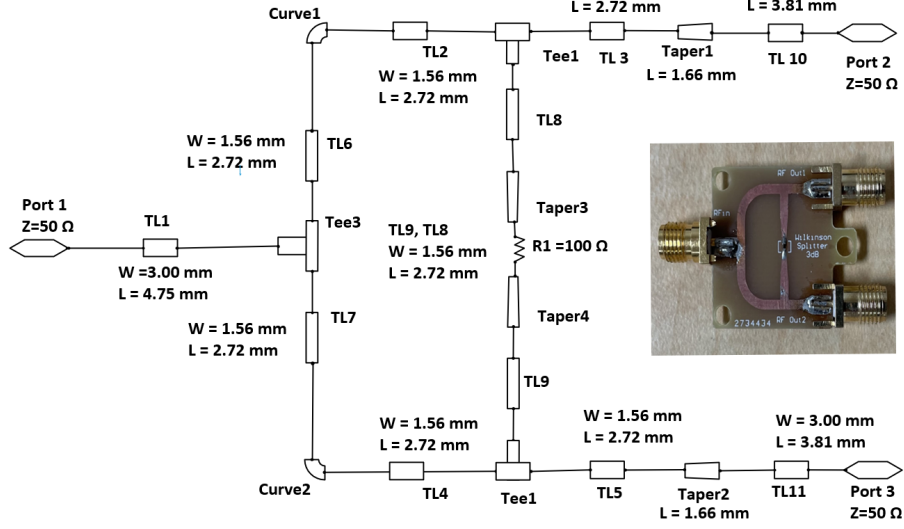 Curve1
L = 2.72 mm
L = 3.81 mm
TL2
Tee1
TL 3
Taper1
TL 10
Port 2
Z=50 Ω
W = 1.56 mm
L = 2.72 mm
L = 1.66 mm
TL8
W = 1.56 mm
L = 2.72 mm
TL6
Port 1
Z=50 Ω
TL1
Tee3
TL9, TL8
W = 1.56 mm
L = 2.72 mm
Taper3
R1 =100 Ω
W =3.00 mm
L = 4.75 mm
RF Out1
RFin
Wilkinson
Splitter
3dB
2734434
RF Out2
W = 1.56 mm
L = 2.72 mm
TL7
Taper4
TL9
W = 1.56 mm
L = 2.72 mm
W = 1.56 mm
L = 2.72 mm
W = 3.00 mm
L = 3.81 mm
Curve2
TL4
Tee1
TL5
Taper2
L = 1.66 mm
TL11
Port 3
Z=50 Ω